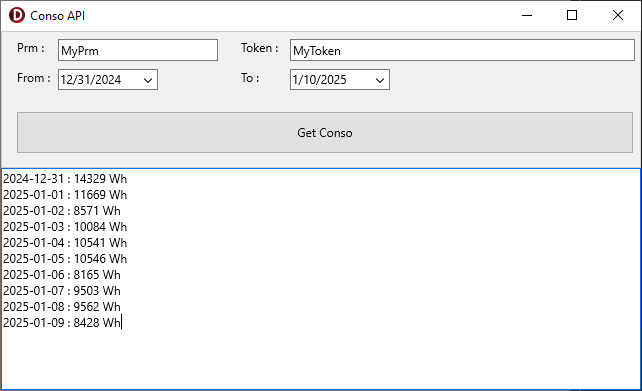 D Conso API
Prm : MyPrm Token : MyToken
From : 12/31/2024 To : 1/10/2025
Get Conso
2024-12-31 : 14329 Wh
2025-01-01 : 11669 Wh
2025-01-02 : 8571 Wh
2025-01-03 : 10084 Wh
2025-01-04 : 10541 Wh
2025-01-05 : 10546 Wh
2025-01-06 : 8165 Wh
2025-01-07 : 9503 Wh
2025-01-08 : 9562 Wh
2025-01-09 : 8428 Wh